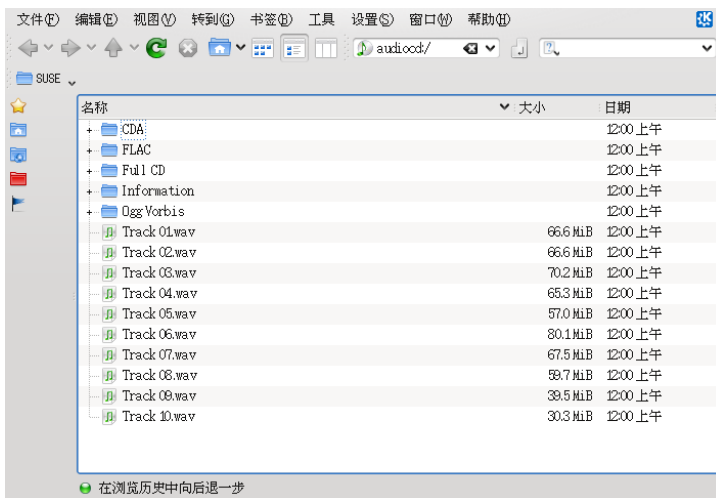 文件(F) 编辑(E) 视图(V) 转到(G) 书签(B) 工具 设置(S) 窗口(W) 帮助(H)
audiocd:/
SUSE
名称 大小 日期
CDA 12:00 上午
FLAC 12:00 上午
Full CD 12:00 上午
Information 12:00 上午
Ogg Vorbis 12:00 上午
Track 01.wav 66.6 MiB 12:00 上午
Track 02.wav 66.6 MiB 12:00 上午
Track 03.wav 70.2 MiB 12:00 上午
Track 04.wav 65.3 MiB 12:00 上午
Track 05.wav 57.0 MiB 12:00 上午
Track 06.wav 80.1 MiB 12:00 上午
Track 07.wav 67.5 MiB 12:00 上午
Track 08.wav 59.7 MiB 12:00 上午
Track 09.wav 39.5 MiB 12:00 上午
Track 10.wav 30.3 MiB 12:00 上午
在浏览历史中向后退一步